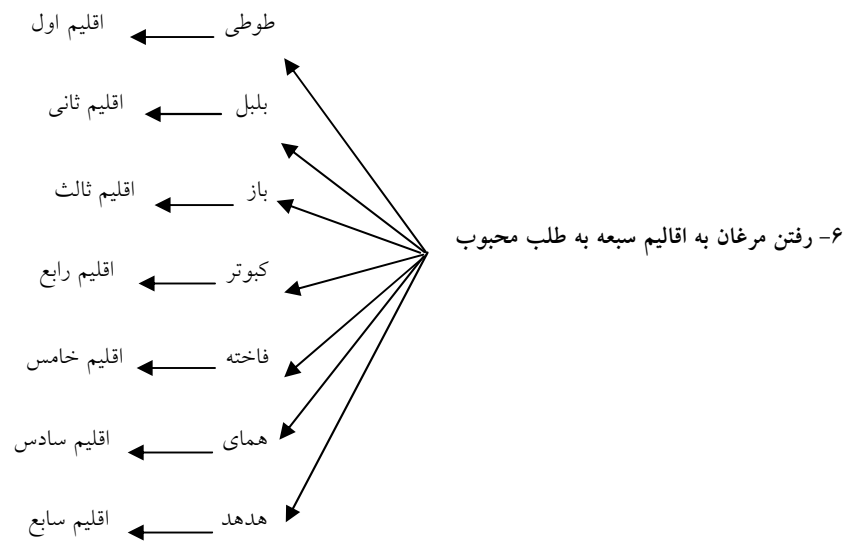 ۶- رفتن مرغان به اقالیم سبعه به طلب محبوب
طوطی اقلیم اول
بلبل اقلیم ثانی
باز اقلیم ثالث
کبوتر اقلیم رابع
فاخته اقلیم خامس
همای اقلیم سادس
هدهد اقلیم سابع